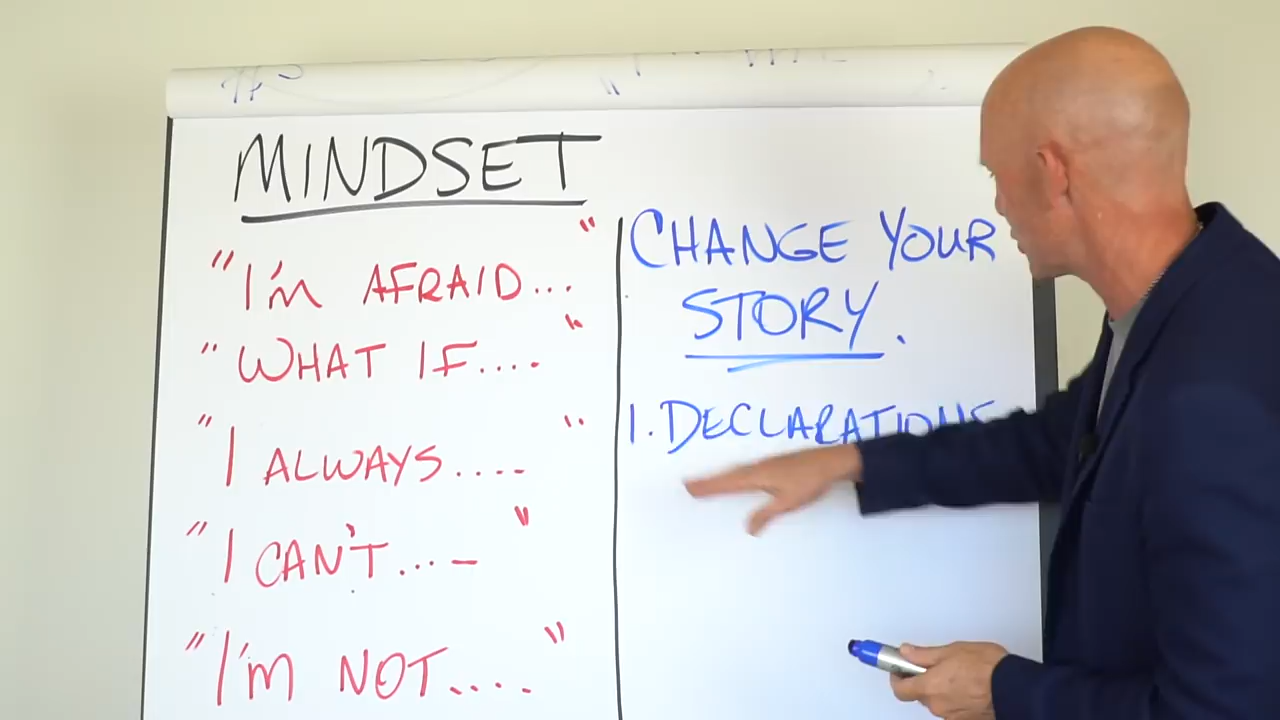 MINDSET
"I'm AFRAID..."
"WHAT IF...."
"I ALWAYS...."
"I CAN'T...–"
"I'm NOT...."
CHANGE YOUR
STORY.
1. DECLARATIONS